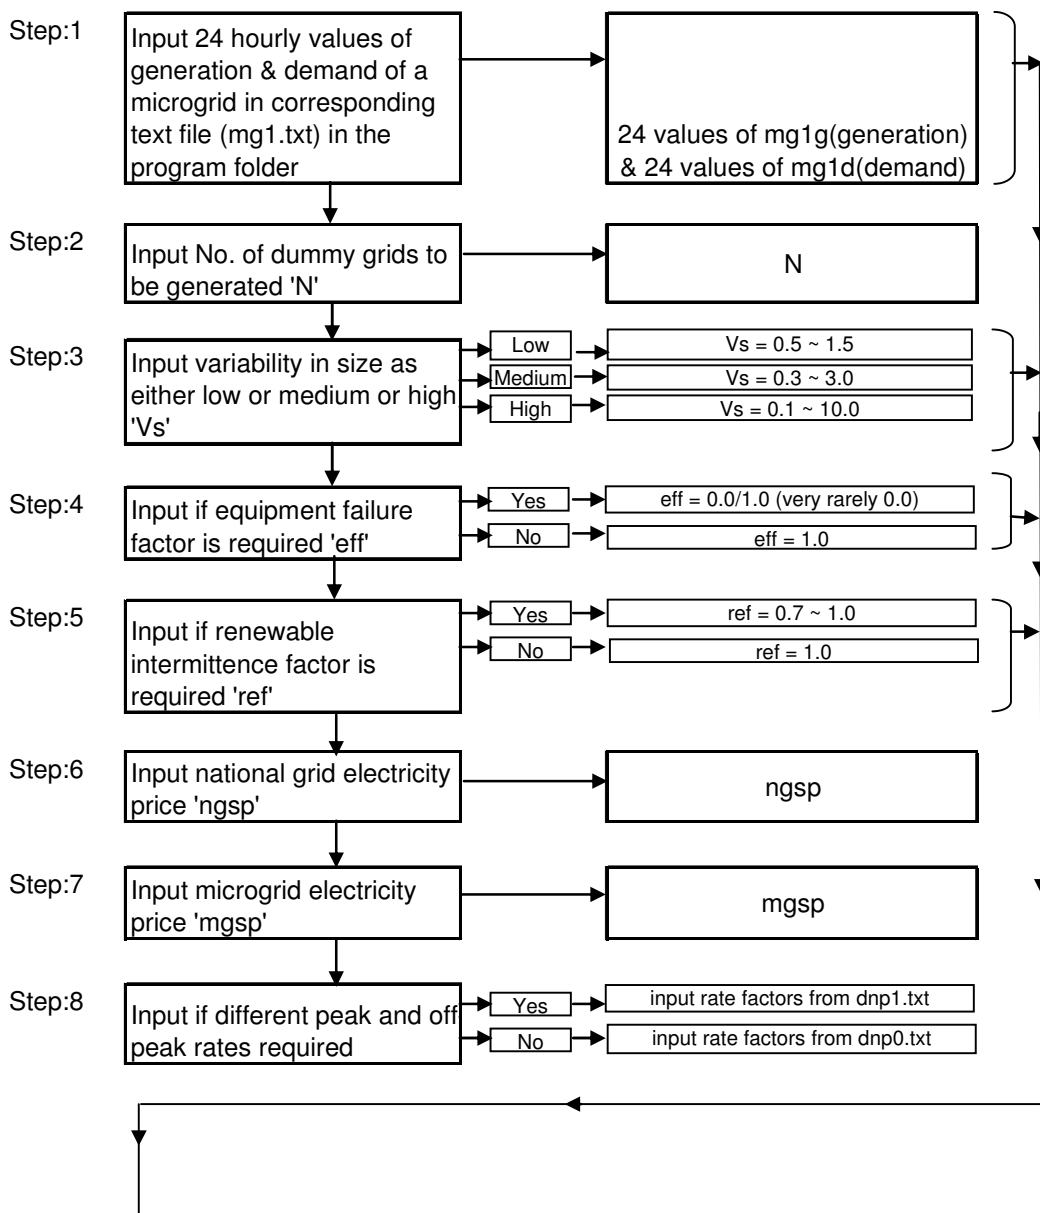 Step:1
Input 24 hourly values of
generation & demand of a
microgrid in corresponding
text file (mg1.txt) in the
program folder
24 values of mg1g(generation)
& 24 values of mg1d(demand)
Step:2
Input No. of dummy grids to
be generated 'N'
N
Step:3
Input variability in size as
either low or medium or high
'Vs'
Low
Vs = 0.5 ~ 1.5
Medium
Vs = 0.3 ~ 3.0
High
Vs = 0.1 ~ 10.0
Step:4
Input if equipment failure
factor is required 'eff'
Yes
eff = 0.0/1.0 (very rarely 0.0)
No
eff = 1.0
Step:5
Input if renewable
intermittence factor is
required 'ref'
Yes
ref = 0.7 ~ 1.0
No
ref = 1.0
Step:6
Input national grid electricity
price 'ngsp'
ngsp
Step:7
Input microgrid electricity
price 'mgsp'
mgsp
Step:8
Input if different peak and off
peak rates required
Yes
input rate factors from dnp1.txt
No
input rate factors from dnp0.txt